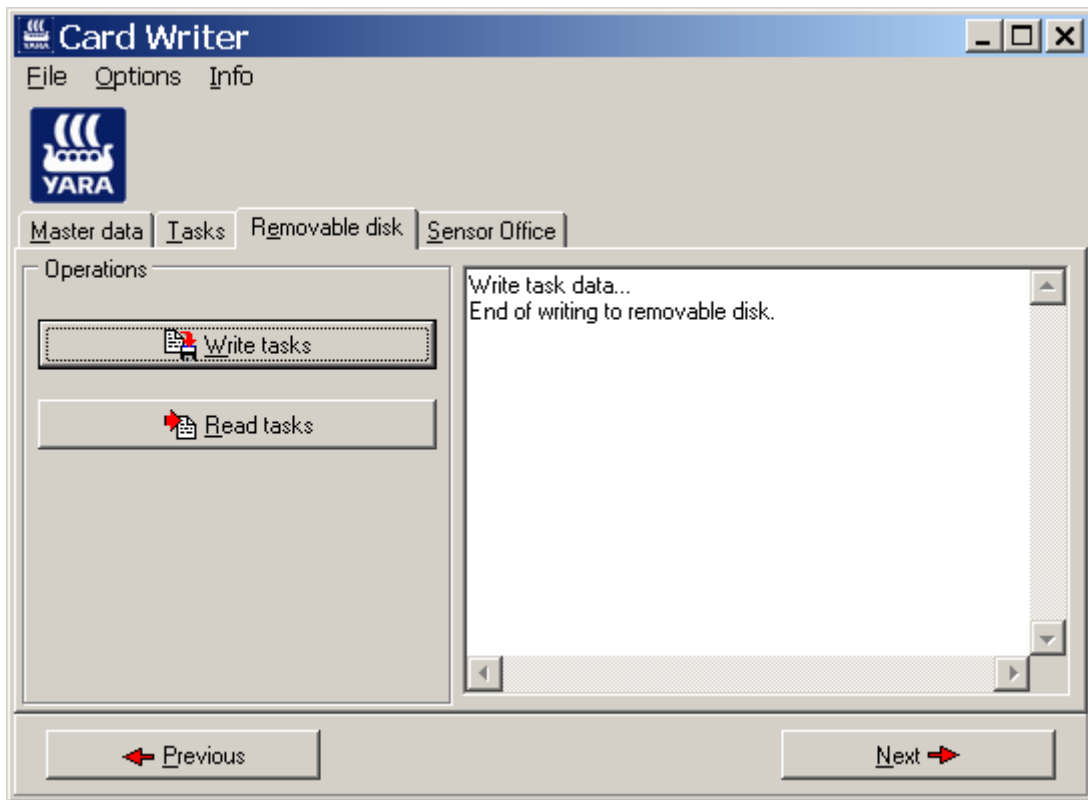 Card Writer
File Options Info
YARA
Master data Tasks Removable disk Sensor Office
Operations
Write tasks
Read tasks
Write task data...
End of writing to removable disk.
Previous Next